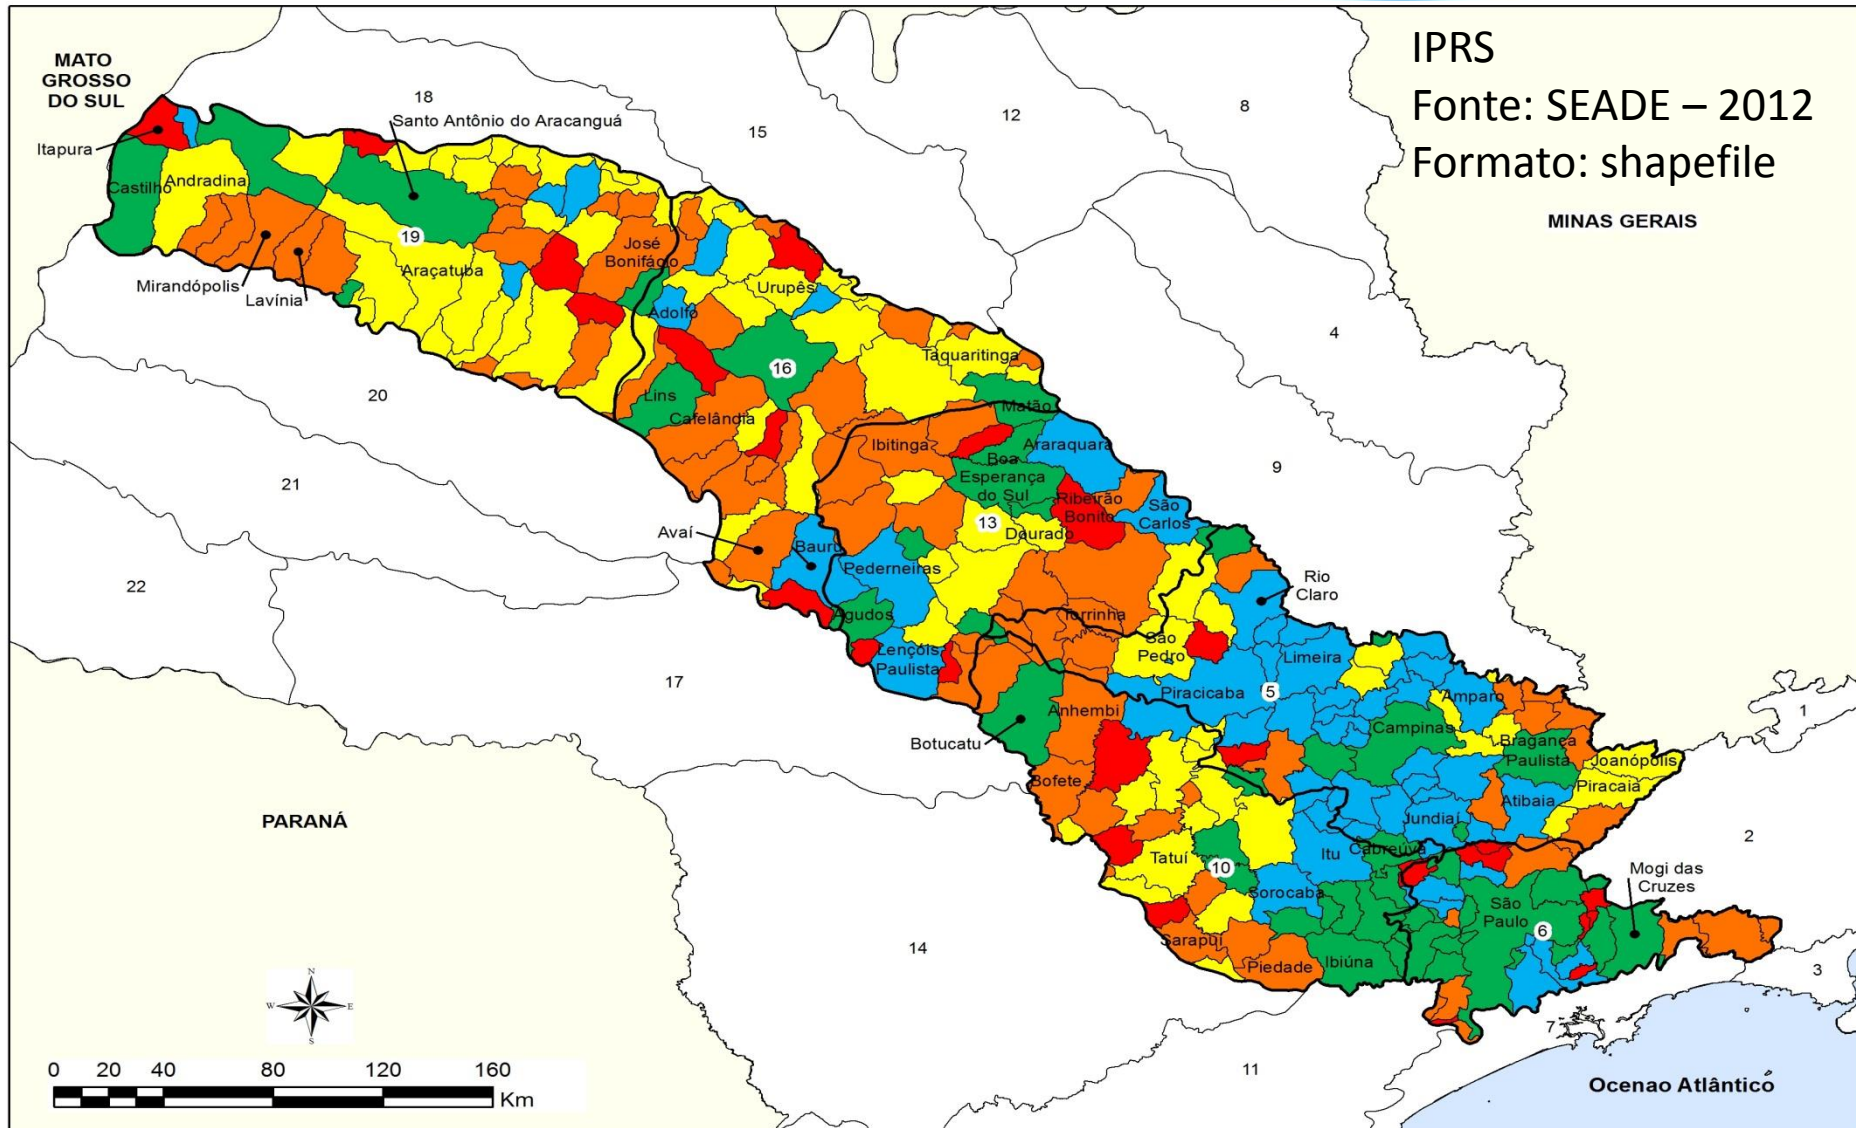 IPRS
Fonte: SEADE – 2012
Formato: shapefile
MATO
GROSSO
DO SUL
MINAS GERAIS
PARANÁ
Ocenao Atlântico
18
15
12
8
4
9
20
21
22
17
14
11
7
3
2
1
19
16
13
5
10
6
Itapura
Santo Antônio do Aracanguá
Castilho
Andradina
Mirandópolis
Lavínia
Araçatuba
José
Bonifácio
Adolfo
Urupês
Taquaritinga
Lins
Cafelândia
Matão
Ibitinga
Araraquara
Boa
Esperança
do Sul
Ribeirão
Bonito
São
Carlos
Dourado
Avaí
Bauru
Pederneiras
Agudos
Lençóis
Paulista
Torrinha
São
Pedro
Rio
Claro
Limeira
Piracicaba
Amparo
Campinas
Bragança
Paulista
Joanópolis
Piracaia
Atibaia
Jundiaí
Anhembi
Botucatu
Bofete
Tatuí
Itu
Cabreúva
Sorocaba
Sarapuí
Piedade
Ibiúna
São
Paulo
Mogi das
Cruzes
N
W
E
S
0 20 40 80 120 160
Km